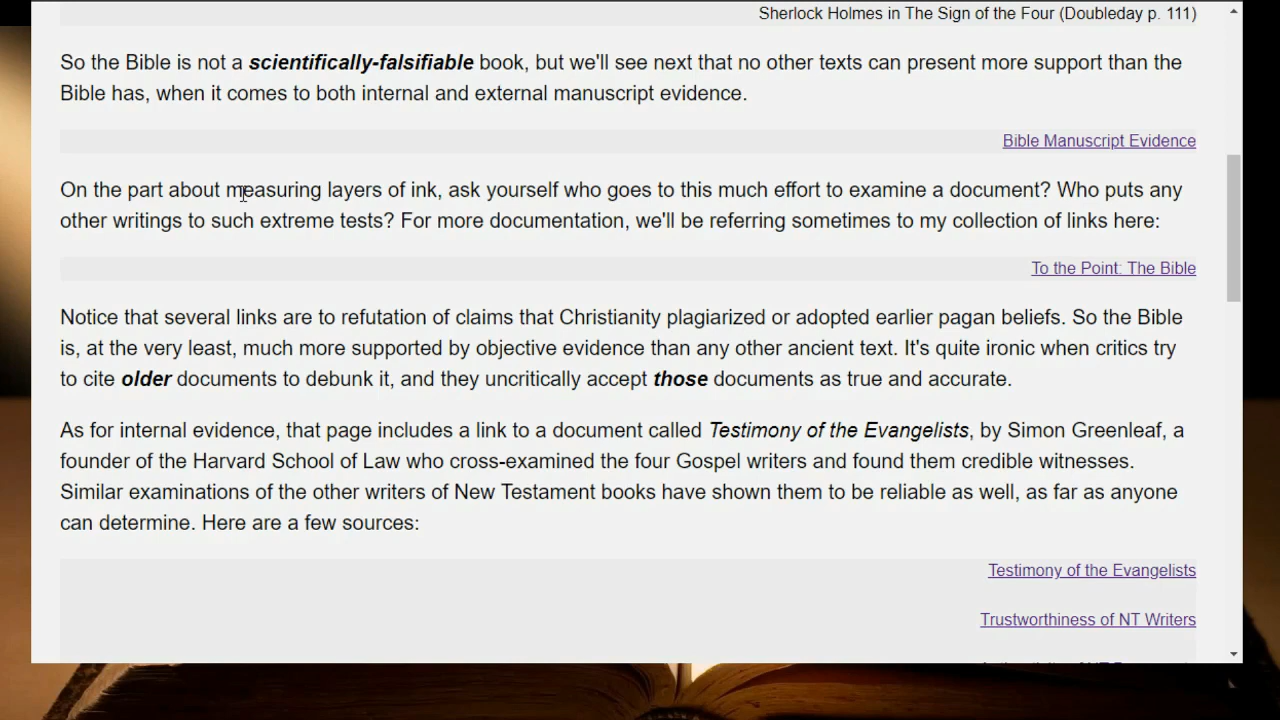 Sherlock Holmes in The Sign of the Four (Doubleday p. 111)
So the Bible is not a scientifically-falsifiable book, but we'll see next that no other texts can present more support than the
Bible has, when it comes to both internal and external manuscript evidence.
Bible Manuscript Evidence
On the part about measuring layers of ink, ask yourself who goes to this much effort to examine a document? Who puts any
other writings to such extreme tests? For more documentation, we'll be referring sometimes to my collection of links here:
To the Point: The Bible
Notice that several links are to refutation of claims that Christianity plagiarized or adopted earlier pagan beliefs. So the Bible
is, at the very least, much more supported by objective evidence than any other ancient text. It's quite ironic when critics try
to cite older documents to debunk it, and they uncritically accept those documents as true and accurate.
As for internal evidence, that page includes a link to a document called Testimony of the Evangelists, by Simon Greenleaf, a
founder of the Harvard School of Law who cross-examined the four Gospel writers and found them credible witnesses.
Similar examinations of the other writers of New Testament books have shown them to be reliable as well, as far as anyone
can determine. Here are a few sources:
Testimony of the Evangelists
Trustworthiness of NT Writers